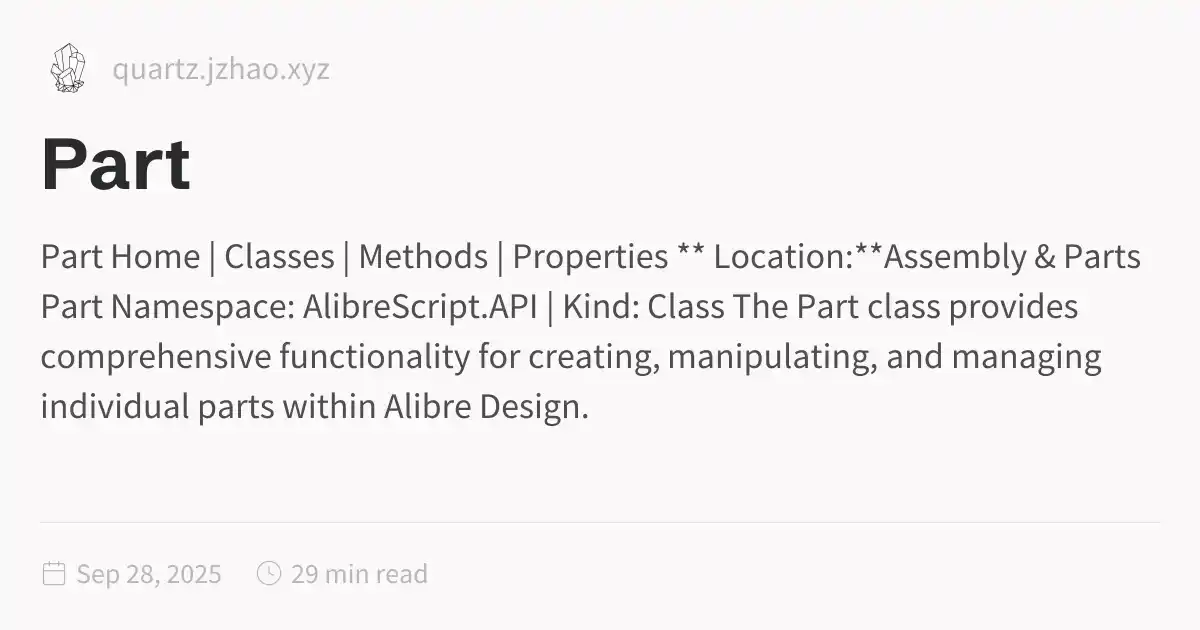 quartz.jzhao.xyz
Part
Part Home | Classes | Methods | Properties ** Location:**Assembly & Parts
Part Namespace: AlibreScript.API | Kind: Class The Part class provides
comprehensive functionality for creating, manipulating, and managing
individual parts within Alibre Design.
Sep 28, 2025 29 min read